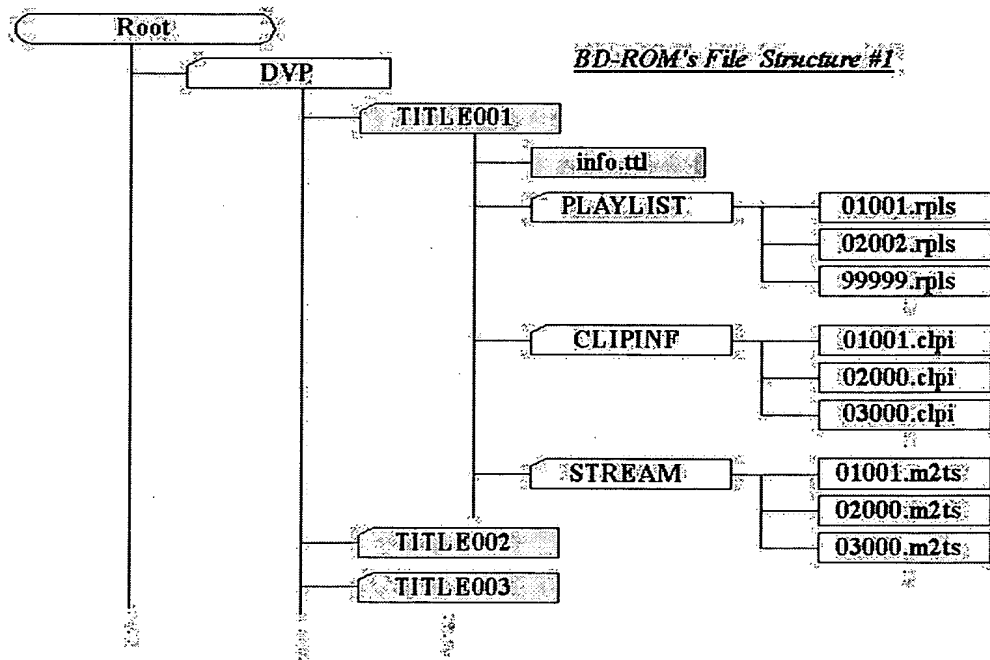 Root
BD-ROM's File Structure #1
DVP
TITLE001
info.ttl
PLAYLIST
01001.rpls
02002.rpls
99999.rpls
CLIPINF
01001.clpi
02000.clpi
03000.clpi
STREAM
01001.m2ts
02000.m2ts
03000.m2ts
TITLE002
TITLE003